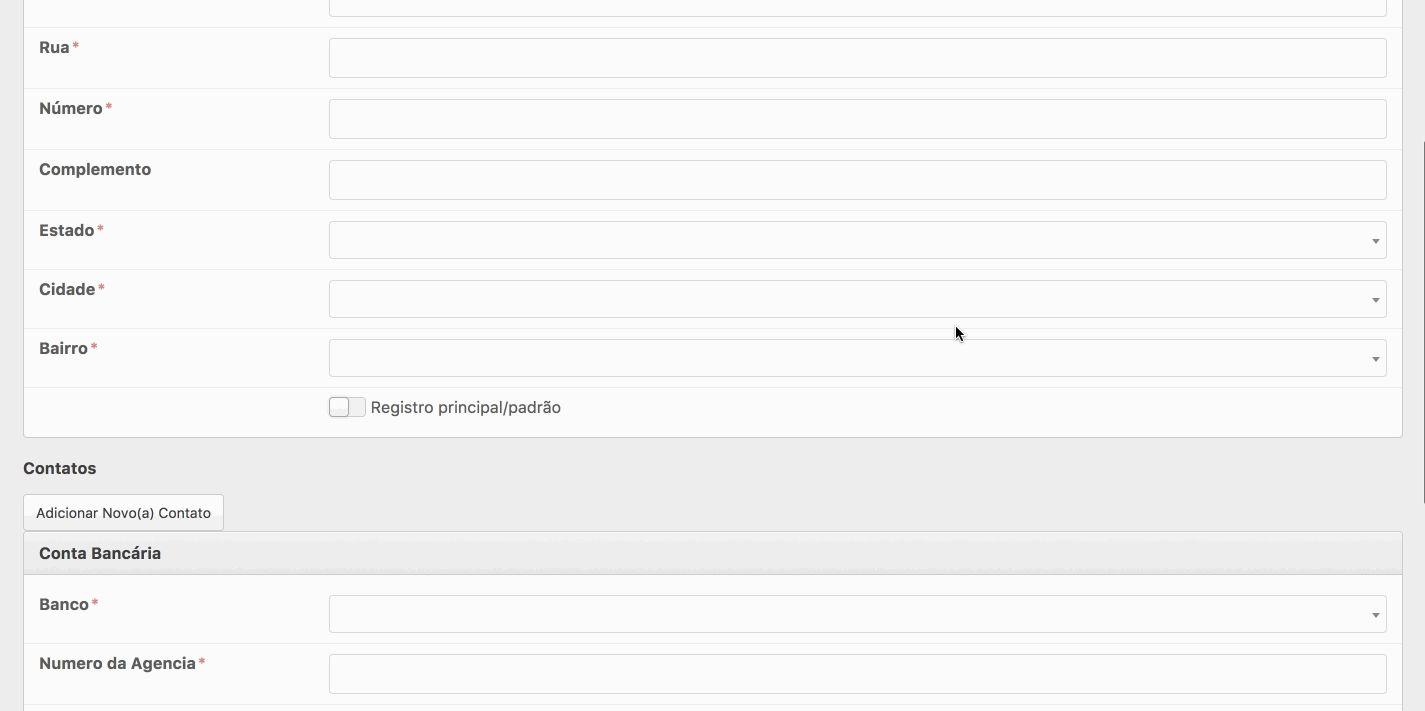 Rua*
Número*
Complemento
Estado*
Cidade*
Bairro*
Registro principal/padrão
Contatos
Adicionar Novo(a) Contato
Conta Bancária
Banco*
Numero da Agencia*